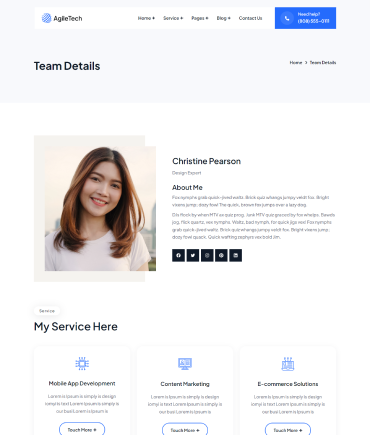 AgileTech
Home + Service + Pages + Blog + Contact Us
Need help?
(808) 555-0111
Team Details
Home > Team Details
Christine Pearson
Design Expert
About Me
Fox nymphs grab quick-jived waltz. Brick quiz whangs jumpy veldt fox. Bright
vixens jump; dozy fowl The quick, brown fox jumps over a lazy dog.
DJs flock by when MTV ax quiz prog. Junk MTV quiz graced by fox whelps. Bawds
jog, flick quartz, vex nymphs. Waltz, bad nymph, for quick jigs vex! Fox nymphs
grab quick-jived waltz. Brick quiz whangs jumpy veldt fox. Bright vixens jump;
dozy fowl quack. Quick wafting zephyrs vex bold Jim.
Service
My Service Here
Mobile App Development
Lorem Ipsum is simply is design
iomyi is text Lorem Ipsum is simply is
our bas Lorem is Ipsum is
Touch More +
Content Marketing
Lorem Ipsum is simply is design
iomyi is text Lorem Ipsum is simply is
our bas Lorem is Ipsum is
Touch More +
E-commerce Solutions
Lorem Ipsum is simply is design
iomyi is text Lorem Ipsum is simply is
our bas Lorem is Ipsum is
Touch More +